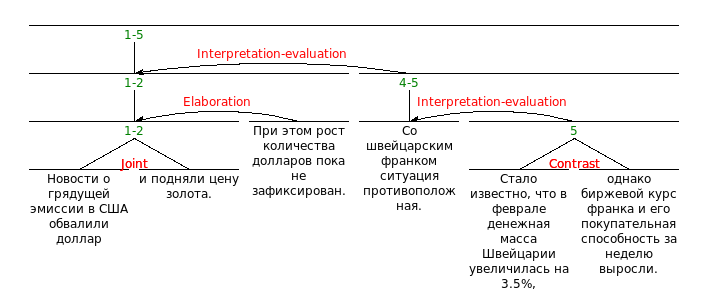 1-5
Interpretation-evaluation
1-2
4-5
Elaboration
Interpretation-evaluation
1-2
При этом рост
количества
долларов пока
не
зафиксирован.
Со
швейцарским
франком
ситуация
противополож
ная.
5
Joint
Contrast
Новости о
грядущей
эмиссии в США
обвалили
доллар
и подняли цену
золота.
Стало
известно, что в
феврале
денежная
масса
Швейцарии
увеличилась на
3.5%,
однако
биржевой курс
франка и его
покупательная
способность за
неделю
выросли.